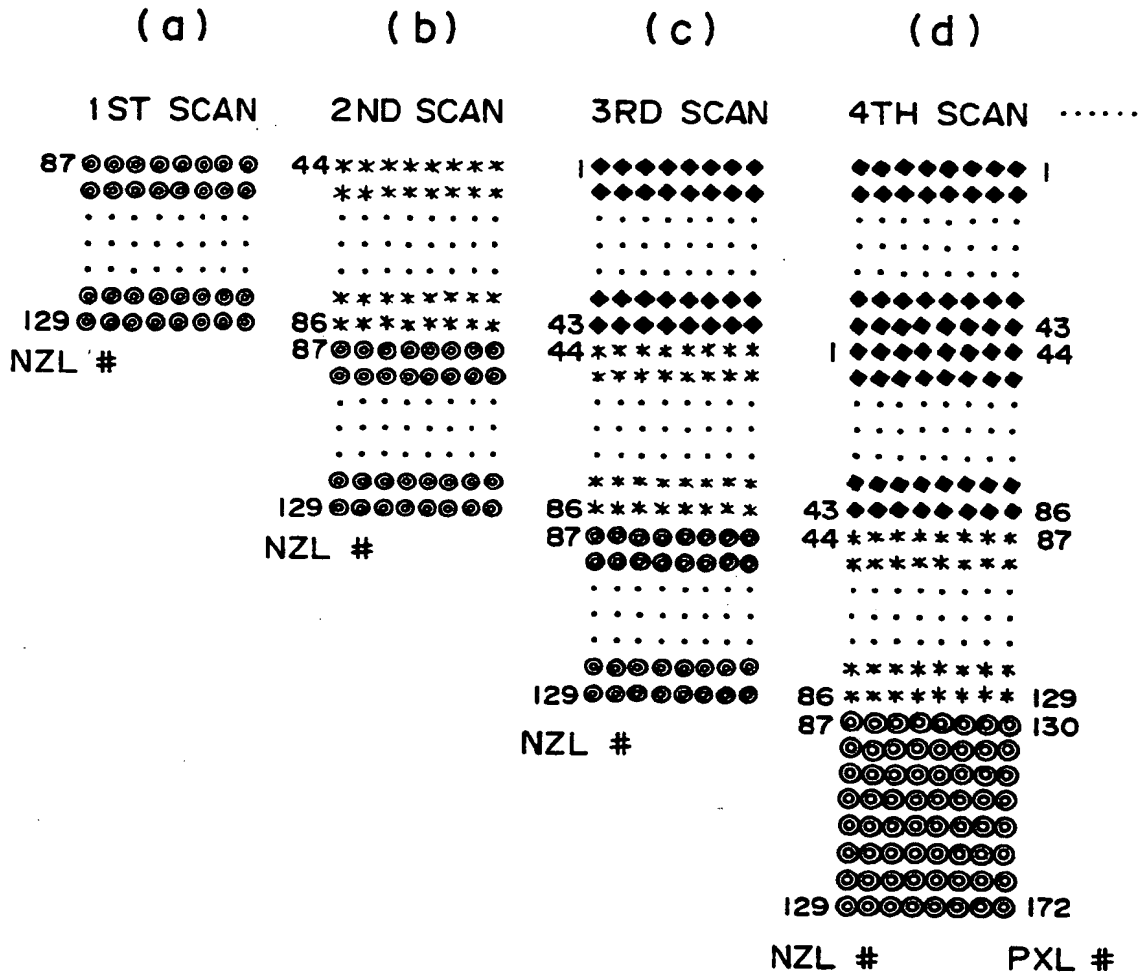 (a) (b) (c) (d)
1ST SCAN 2ND SCAN 3RD SCAN 4TH SCAN ......
87 44 1 1
129 86 43 43
87 44 1 44
NZL #
129 86 43 86
87 44 87
NZL #
129 86 129
87 130
NZL #
129 172
NZL # PXL #